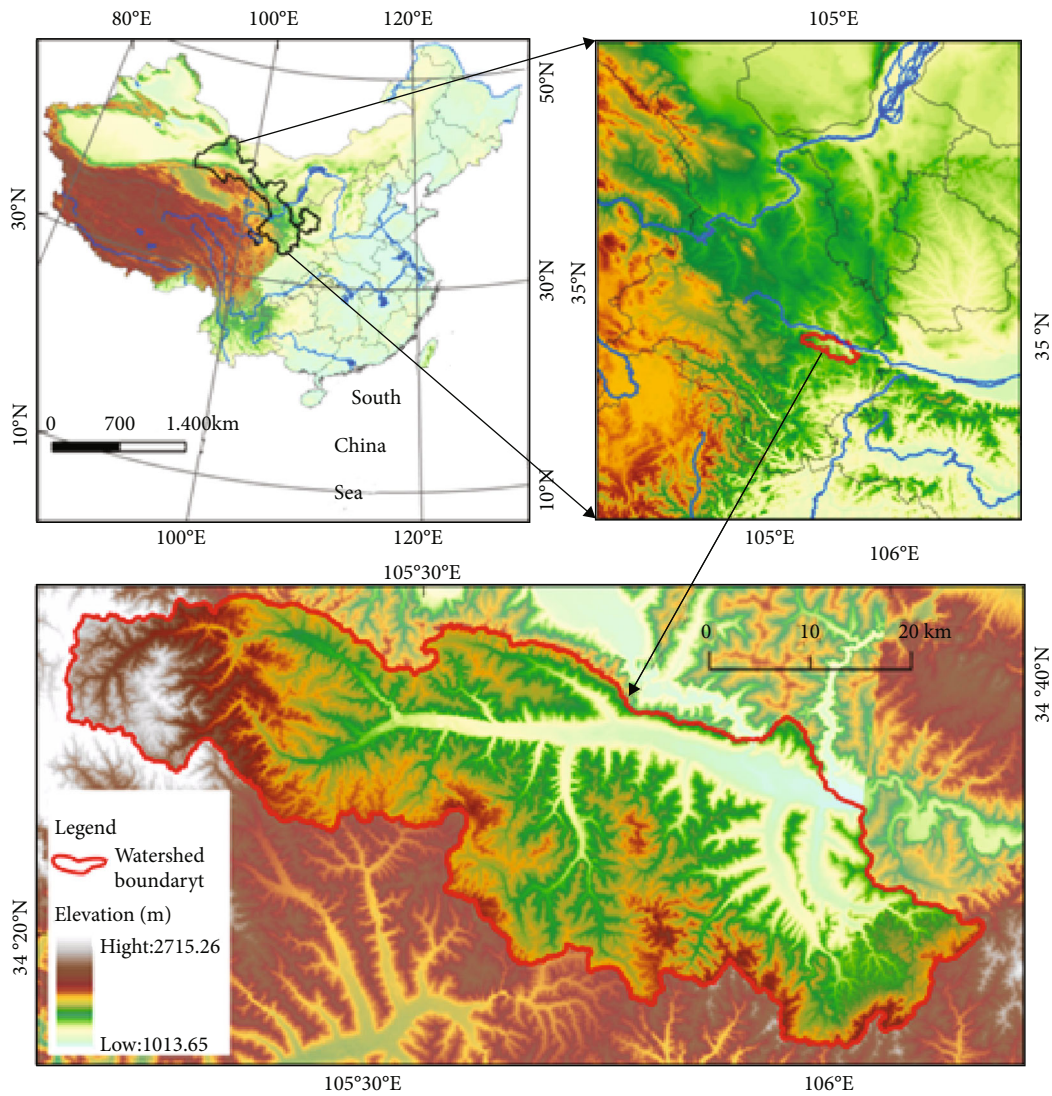 80°E
100°E
120°E
50°N
30°N
30°N
10°N
10°N
South
China
Sea
0
700
1.400km
100°E
120°E
105°E
35°N
35°N
105°E
106°E
105°30'E
0
10
20 km
34 °40'N
Legend
Watershed
boundaryt
Elevation (m)
Hight:2715.26
Low:1013.65
34 °20'N
105°30'E
106°E